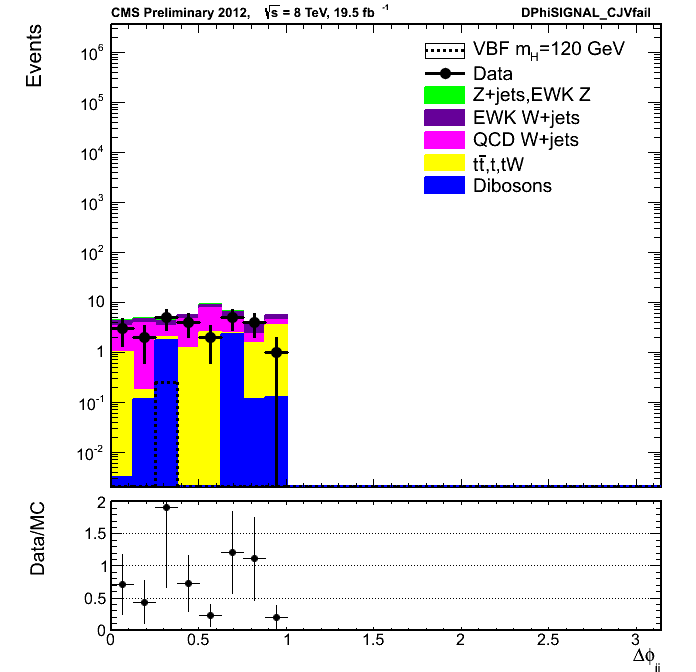 CMS Preliminary 2012, √s = 8 TeV, 19.5 fb⁻¹ DPhiSIGNAL_CJVfail
Events
10⁶
10⁵
10⁴
10³
10²
10
1
10⁻¹
10⁻²
VBF m_H=120 GeV
Data
Z+jets,EWK Z
EWK W+jets
QCD W+jets
tt̄,t,tW
Dibosons
Data/MC
2
1.5
1
0.5
0
0 0.5 1 1.5 2 2.5 3
Δϕ_jj